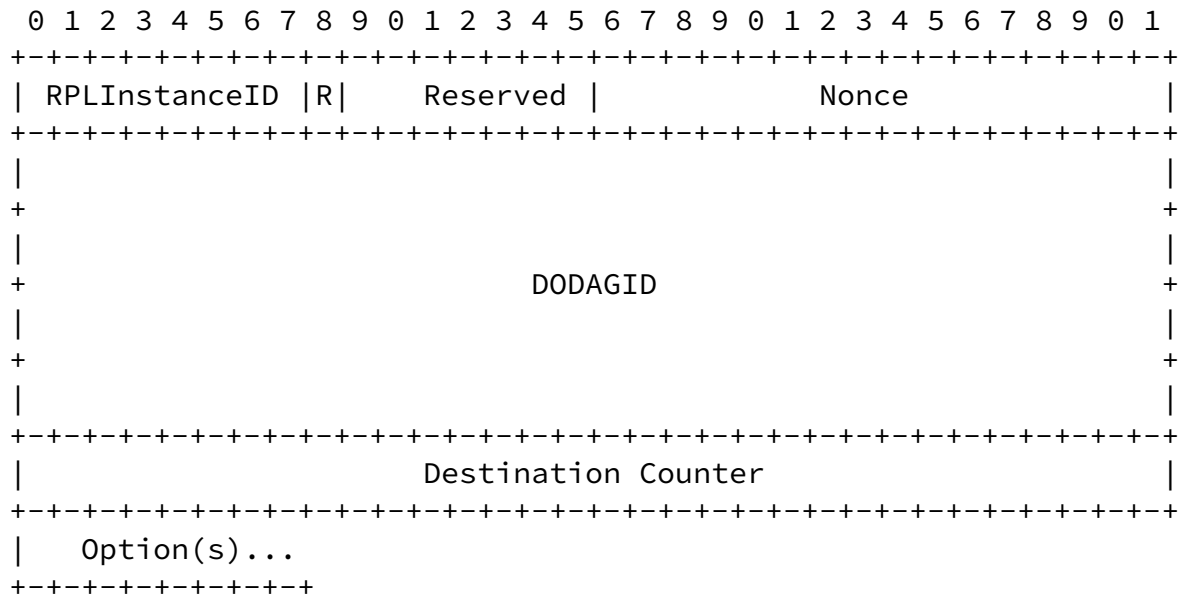 0 1 2 3 4 5 6 7 8 9 0 1 2 3 4 5 6 7 8 9 0 1 2 3 4 5 6 7 8 9 0 1
+-+-+-+-+-+-+-+-+-+-+-+-+-+-+-+-+-+-+-+-+-+-+-+-+-+-+-+-+-+-+-+-+
| RPLInstanceID |R|    Reserved |            Nonce              |
+-+-+-+-+-+-+-+-+-+-+-+-+-+-+-+-+-+-+-+-+-+-+-+-+-+-+-+-+-+-+-+-+
|                                                               |
+                                                               +
|                                                               |
+                            DODAGID                            +
|                                                               |
+                                                               +
|                                                               |
+-+-+-+-+-+-+-+-+-+-+-+-+-+-+-+-+-+-+-+-+-+-+-+-+-+-+-+-+-+-+-+-+
|                      Destination Counter                      |
+-+-+-+-+-+-+-+-+-+-+-+-+-+-+-+-+-+-+-+-+-+-+-+-+-+-+-+-+-+-+-+-+
|   Option(s)...
+-+-+-+-+-+-+-+-+